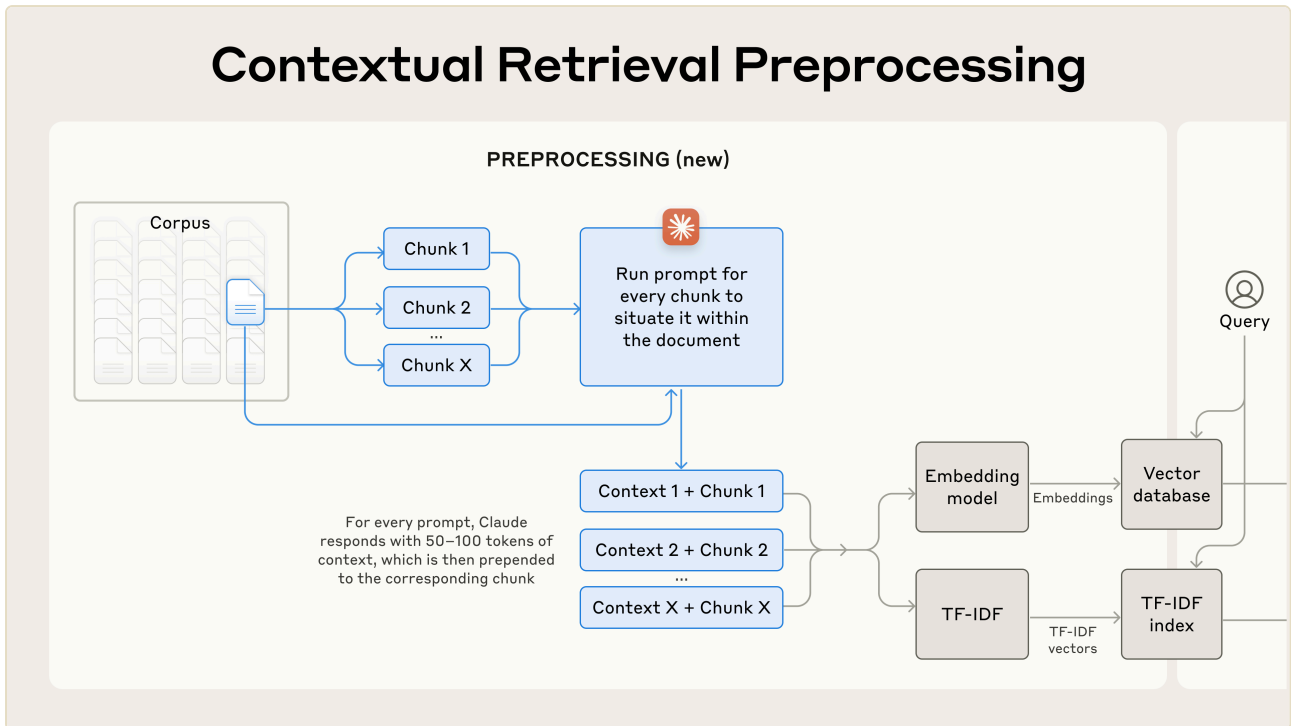 Contextual Retrieval Preprocessing
PREPROCESSING (new)
Corpus
Chunk 1
Chunk 2
...
Chunk X
Run prompt for
every chunk to
situate it within
the document
Query
Context 1 + Chunk 1
Context 2 + Chunk 2
...
Context X + Chunk X
For every prompt, Claude
responds with 50–100 tokens of
context, which is then prepended
to the corresponding chunk
Embedding
model
Embeddings
Vector
database
TF-IDF
TF-IDF
vectors
TF-IDF
index